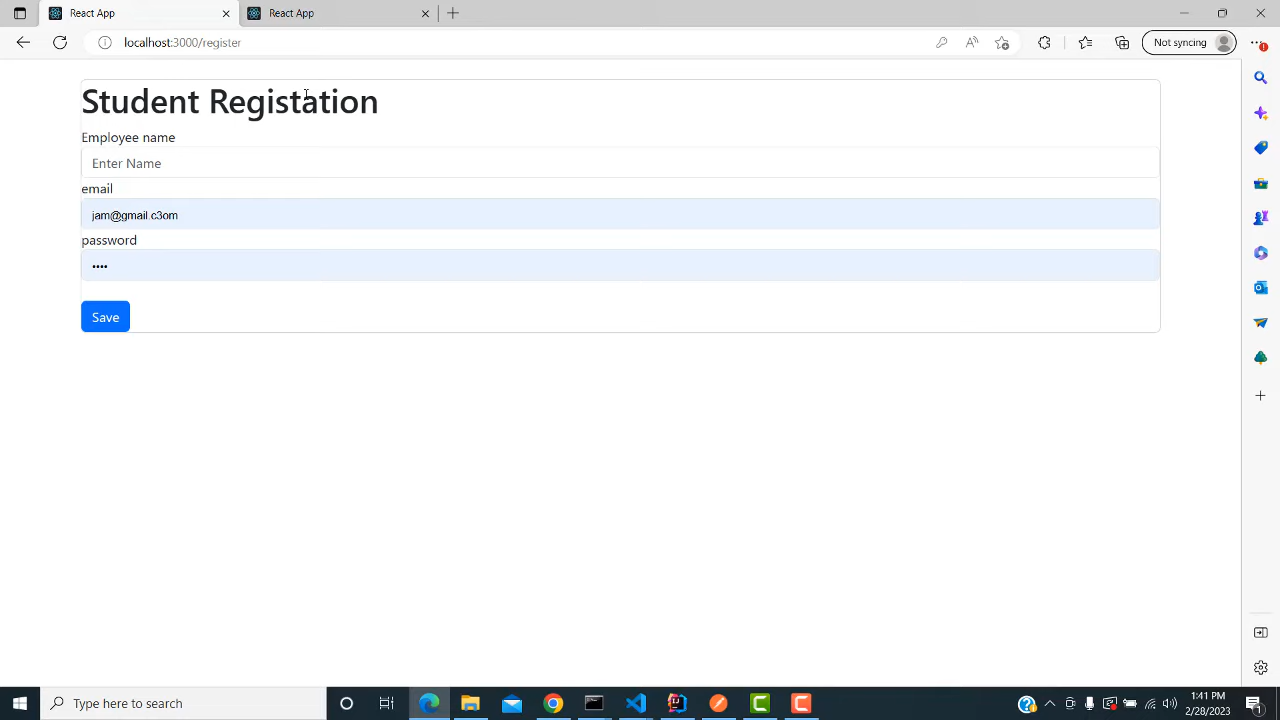 React App
React App
localhost:3000/register
Not syncing
Student Registation
Employee name
Enter Name
email
jam@gmail.c3om
password
••••
Save
Type here to search
1:41 PM
2/28/2023